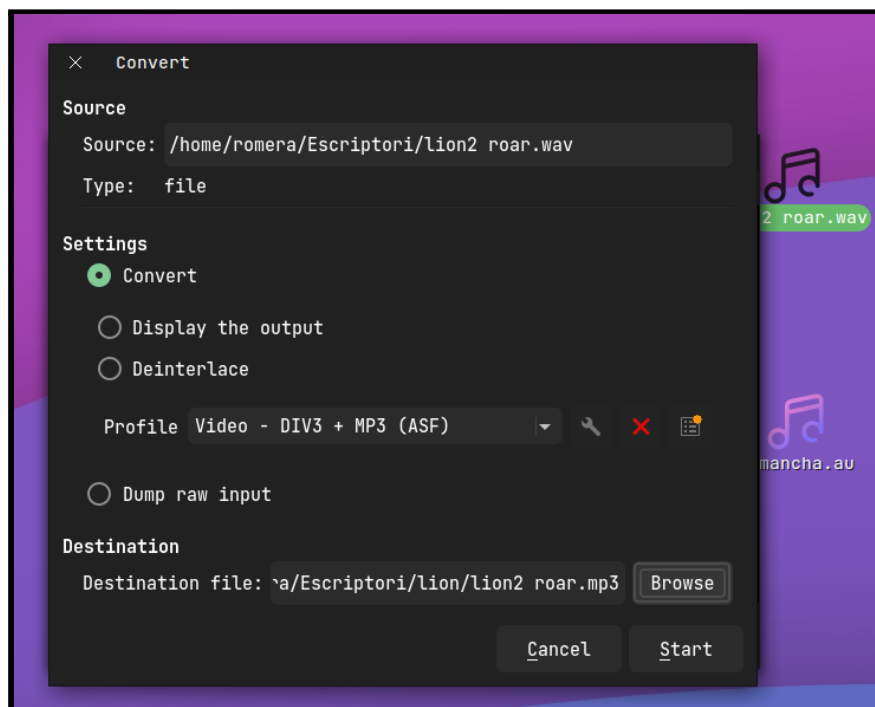 Convert
Source
Source: /home/romera/Escriptori/lion2 roar.wav
Type: file
Settings
Convert
Display the output
Deinterlace
Profile Video - DIV3 + MP3 (ASF)
Dump raw input
Destination
Destination file: a/Escriptori/lion/lion2 roar.mp3 Browse
Cancel Start
2 roar.wav
mancha.au